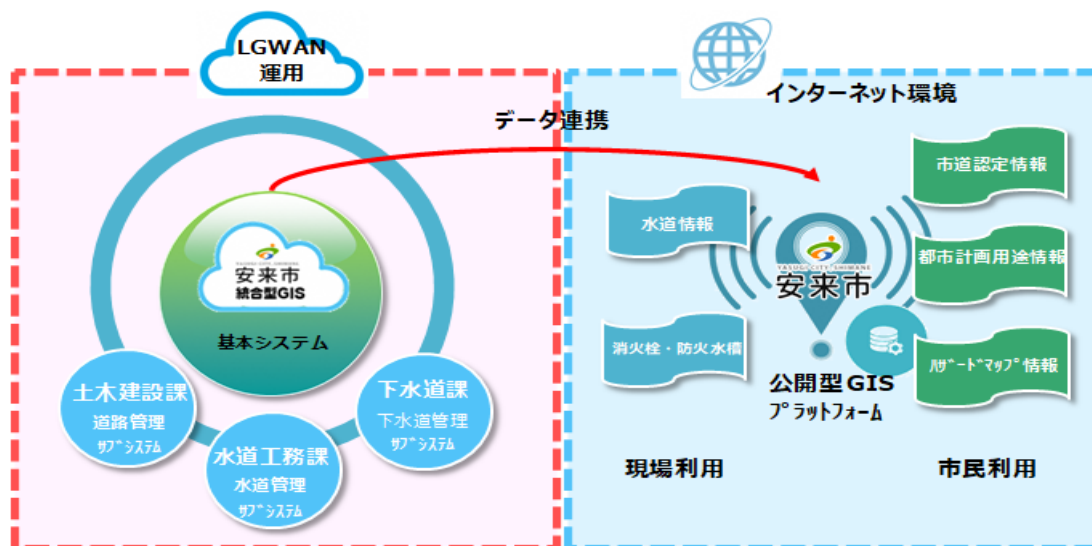 LGWAN
運用
データ連携
YASUGI CITY, SHIMANE
安来市
統合型GIS
基本システム
土木建設課
道路管理
ｻﾌﾞｼｽﾃﾑ
水道工務課
水道管理
ｻﾌﾞｼｽﾃﾑ
下水道課
下水道管理
ｻﾌﾞｼｽﾃﾑ
インターネット環境
水道情報
消火栓・防火水槽
YASUGI CITY, SHIMANE
安来市
公開型GIS
ﾌﾟﾗｯﾄﾌｫｰﾑ
市道認定情報
都市計画用途情報
ﾊｻﾞｰﾄﾞﾏｯﾌﾟ情報
現場利用
市民利用